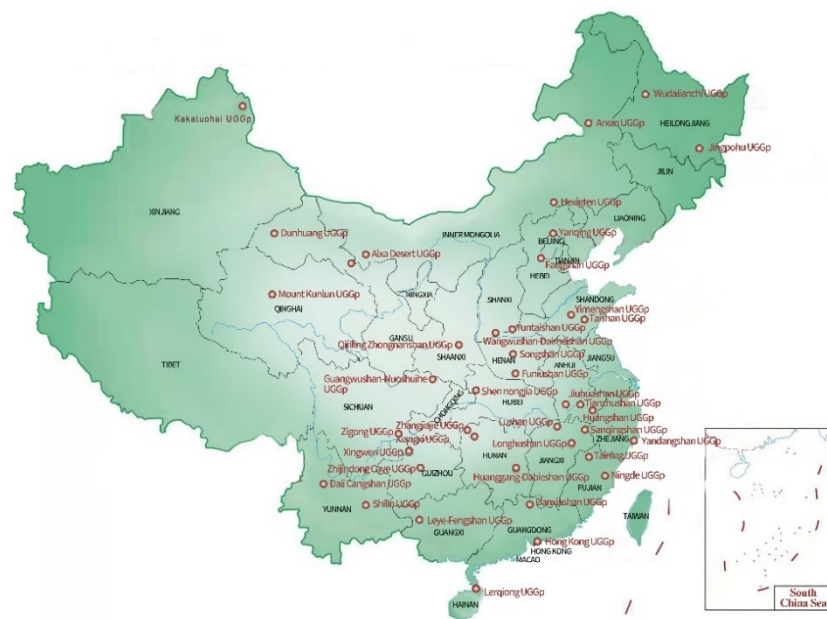 Wudalianchi UGGp
Kekeluohai UGGp
Arxan UGGp
HEILONGJIANG
Jingpohu UGGp
JILIN
Hexigten UGGp
XINJIANG
LIAONING
Dunhuang UGGp
INNER MONGOLIA
Yanqing UGGp
BEIJING
Alxa Desert UGGp
TIANJIN
Fangshan UGGp
HEBEI
Mount Kunlun UGGp
NINGXIA
SHANXI
SHANDONG
QINGHAI
Yimengshan UGGp
Taishan UGGp
Yuntaishan UGGp
GANSU
Wangwushan-Daimeishan UGGp
Qinling Zhongnanshan UGGp
SHAANXI
HENAN
Songshan UGGp
JIANGSU
TIBET
ANHUI
Funiushan UGGp
Guangwushan-Nuoshuihe
UGGp
Shennongjia UGGp
Jiuhuashan UGGp
SICHUAN
CHONGQING
HUBEI
Tianzhushan UGGp
Huangshan UGGp
Zhangjiajie UGGp
Lushan UGGp
Sanqingshan UGGp
Zigong UGGp
Xiangxi UGGp
ZHEJIANG
Yandangshan UGGp
Longhushan UGGp
Xingwen UGGp
HUNAN
JIANGXI
Taining UGGp
Zhijindong Cave UGGp
GUIZHOU
Huanggang-Dabieshan UGGp
Ningde UGGp
Dali Cangshan UGGp
FUJIAN
YUNNAN
Shilin UGGp
Danxiashan UGGp
TAIWAN
Leye-Fengshan UGGp
GUANGXI
GUANGDONG
Hong Kong UGGp
HONG KONG
MACAO
Lerqiong UGGp
HAINAN
South
China Sea